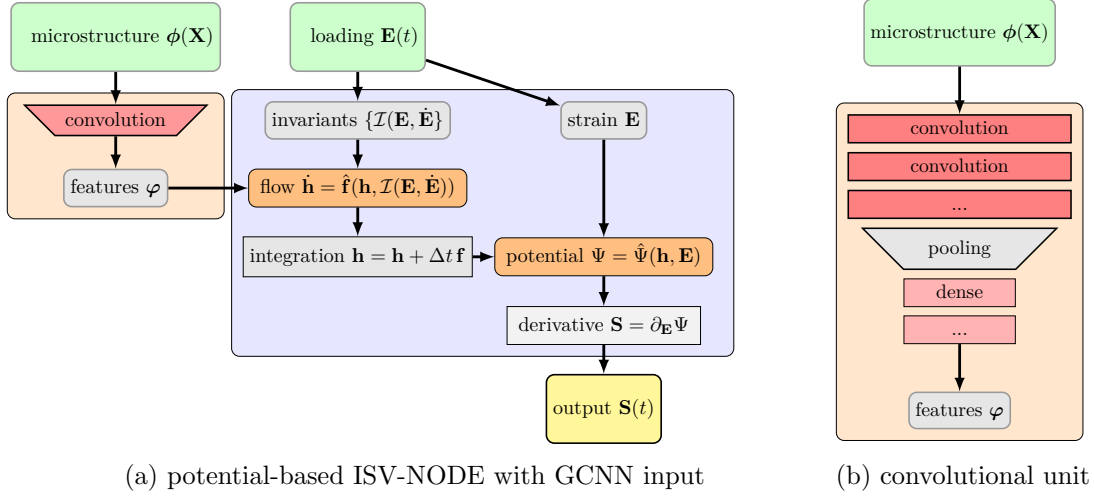 microstructure ϕ(X)
loading E(t)
convolution
invariants {ℐ(E, Ė}
strain E
features φ
flow ḣ = f̂(h, ℐ(E, Ė))
integration h = h + Δt f
potential Ψ = Ψ̂(h, E)
derivative S = ∂_EΨ
output S(t)
(a) potential-based ISV-NODE with GCNN input
microstructure ϕ(X)
convolution
convolution
...
pooling
dense
...
features φ
(b) convolutional unit